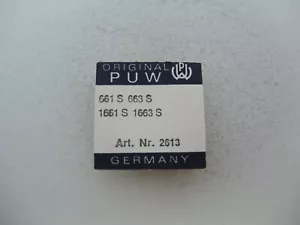 ORIGINAL
PUW
661 S 663 S
1661 S 1663 S
Art. Nr. 2613
GERMANY